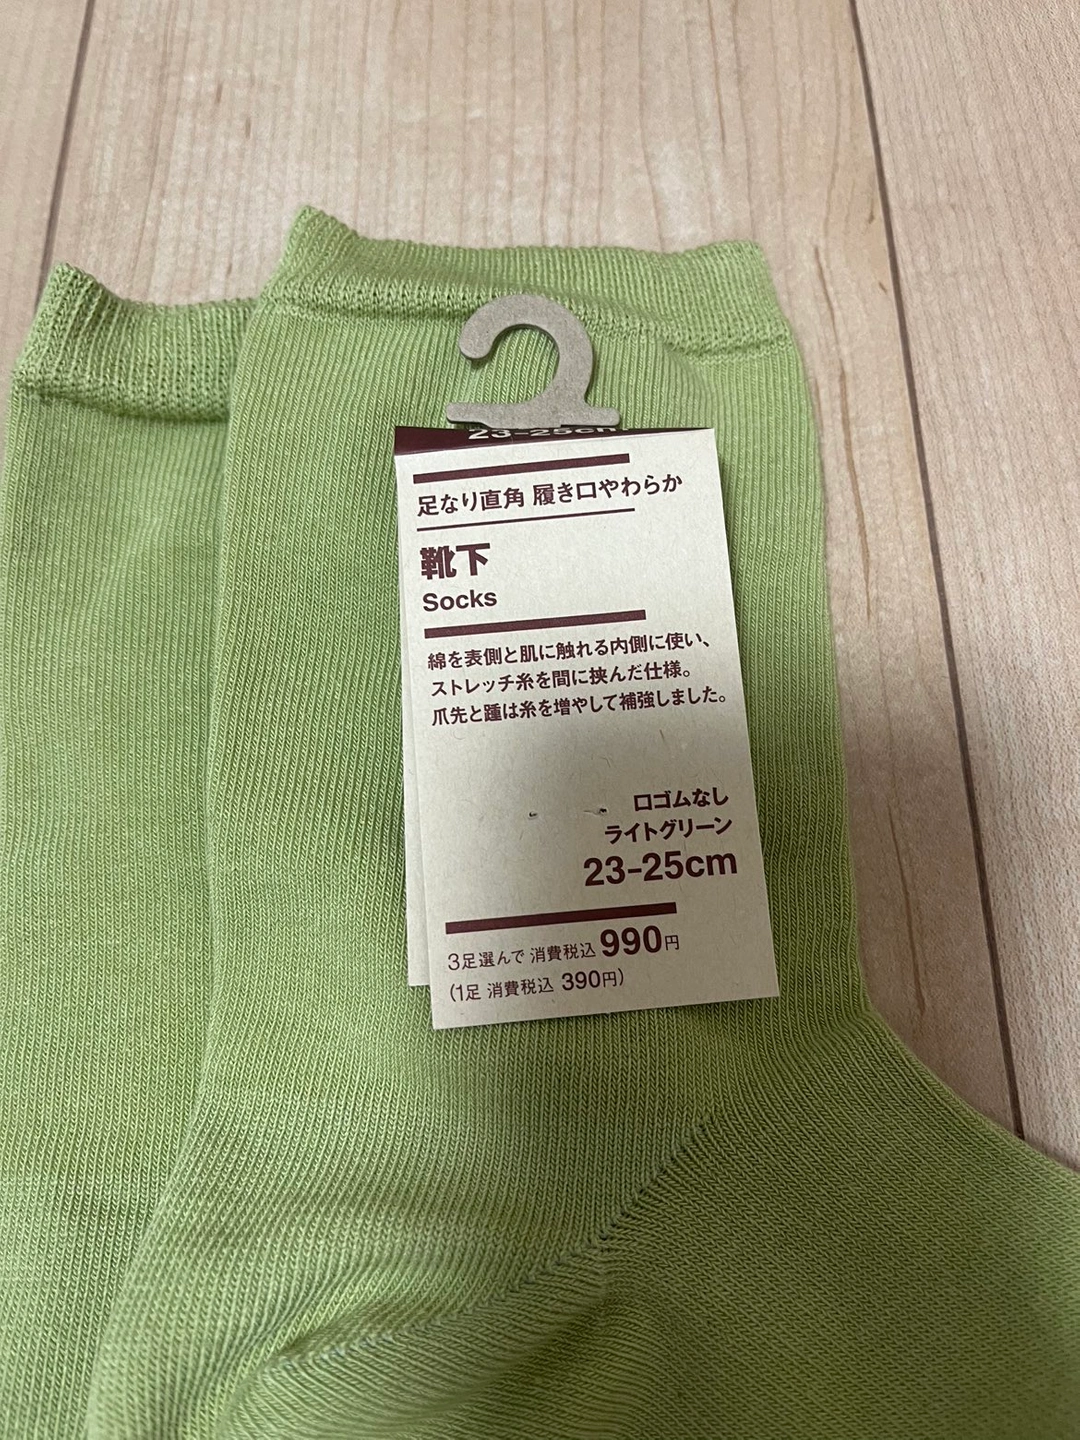 23-25cm
足なり直角 履き口やわらか
靴下
Socks
綿を表側と肌に触れる内側に使い、
ストレッチ糸を間に挟んだ仕様。
爪先と踵は糸を増やして補強しました。
口ゴムなし
ライトグリーン
23-25cm
3足選んで 消費税込 990円
(1足 消費税込 390円)